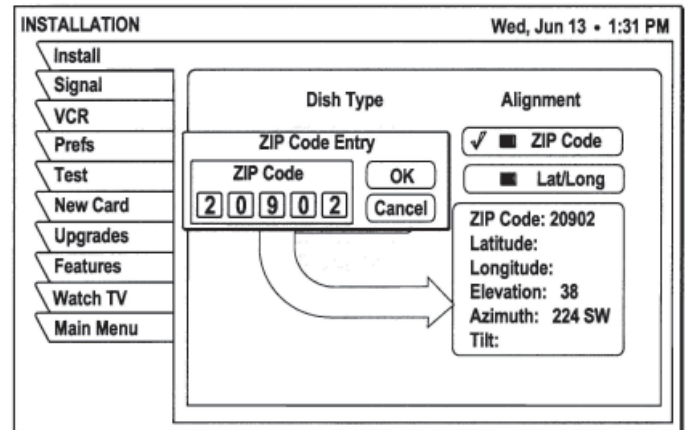 INSTALLATION
Wed, Jun 13 • 1:31 PM
Install
Signal
VCR
Prefs
Test
New Card
Upgrades
Features
Watch TV
Main Menu
Dish Type
Alignment
ZIP Code Entry
ZIP Code
2 0 9 0 2
OK
Cancel
ZIP Code
Lat/Long
ZIP Code: 20902
Latitude:
Longitude:
Elevation: 38
Azimuth: 224 SW
Tilt: